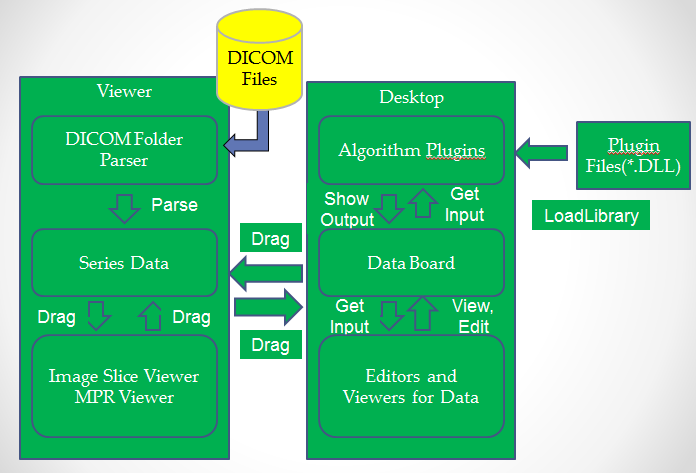 DICOM
Files
Viewer
DICOM Folder
Parser
Parse
Series Data
Drag
Drag
Image Slice Viewer
MPR Viewer
Drag
Drag
Desktop
Algorithm Plugins
Show
Output
Get
Input
Data Board
Get
Input
View,
Edit
Editors and
Viewers for Data
Plugin
Files(*.DLL)
LoadLibrary